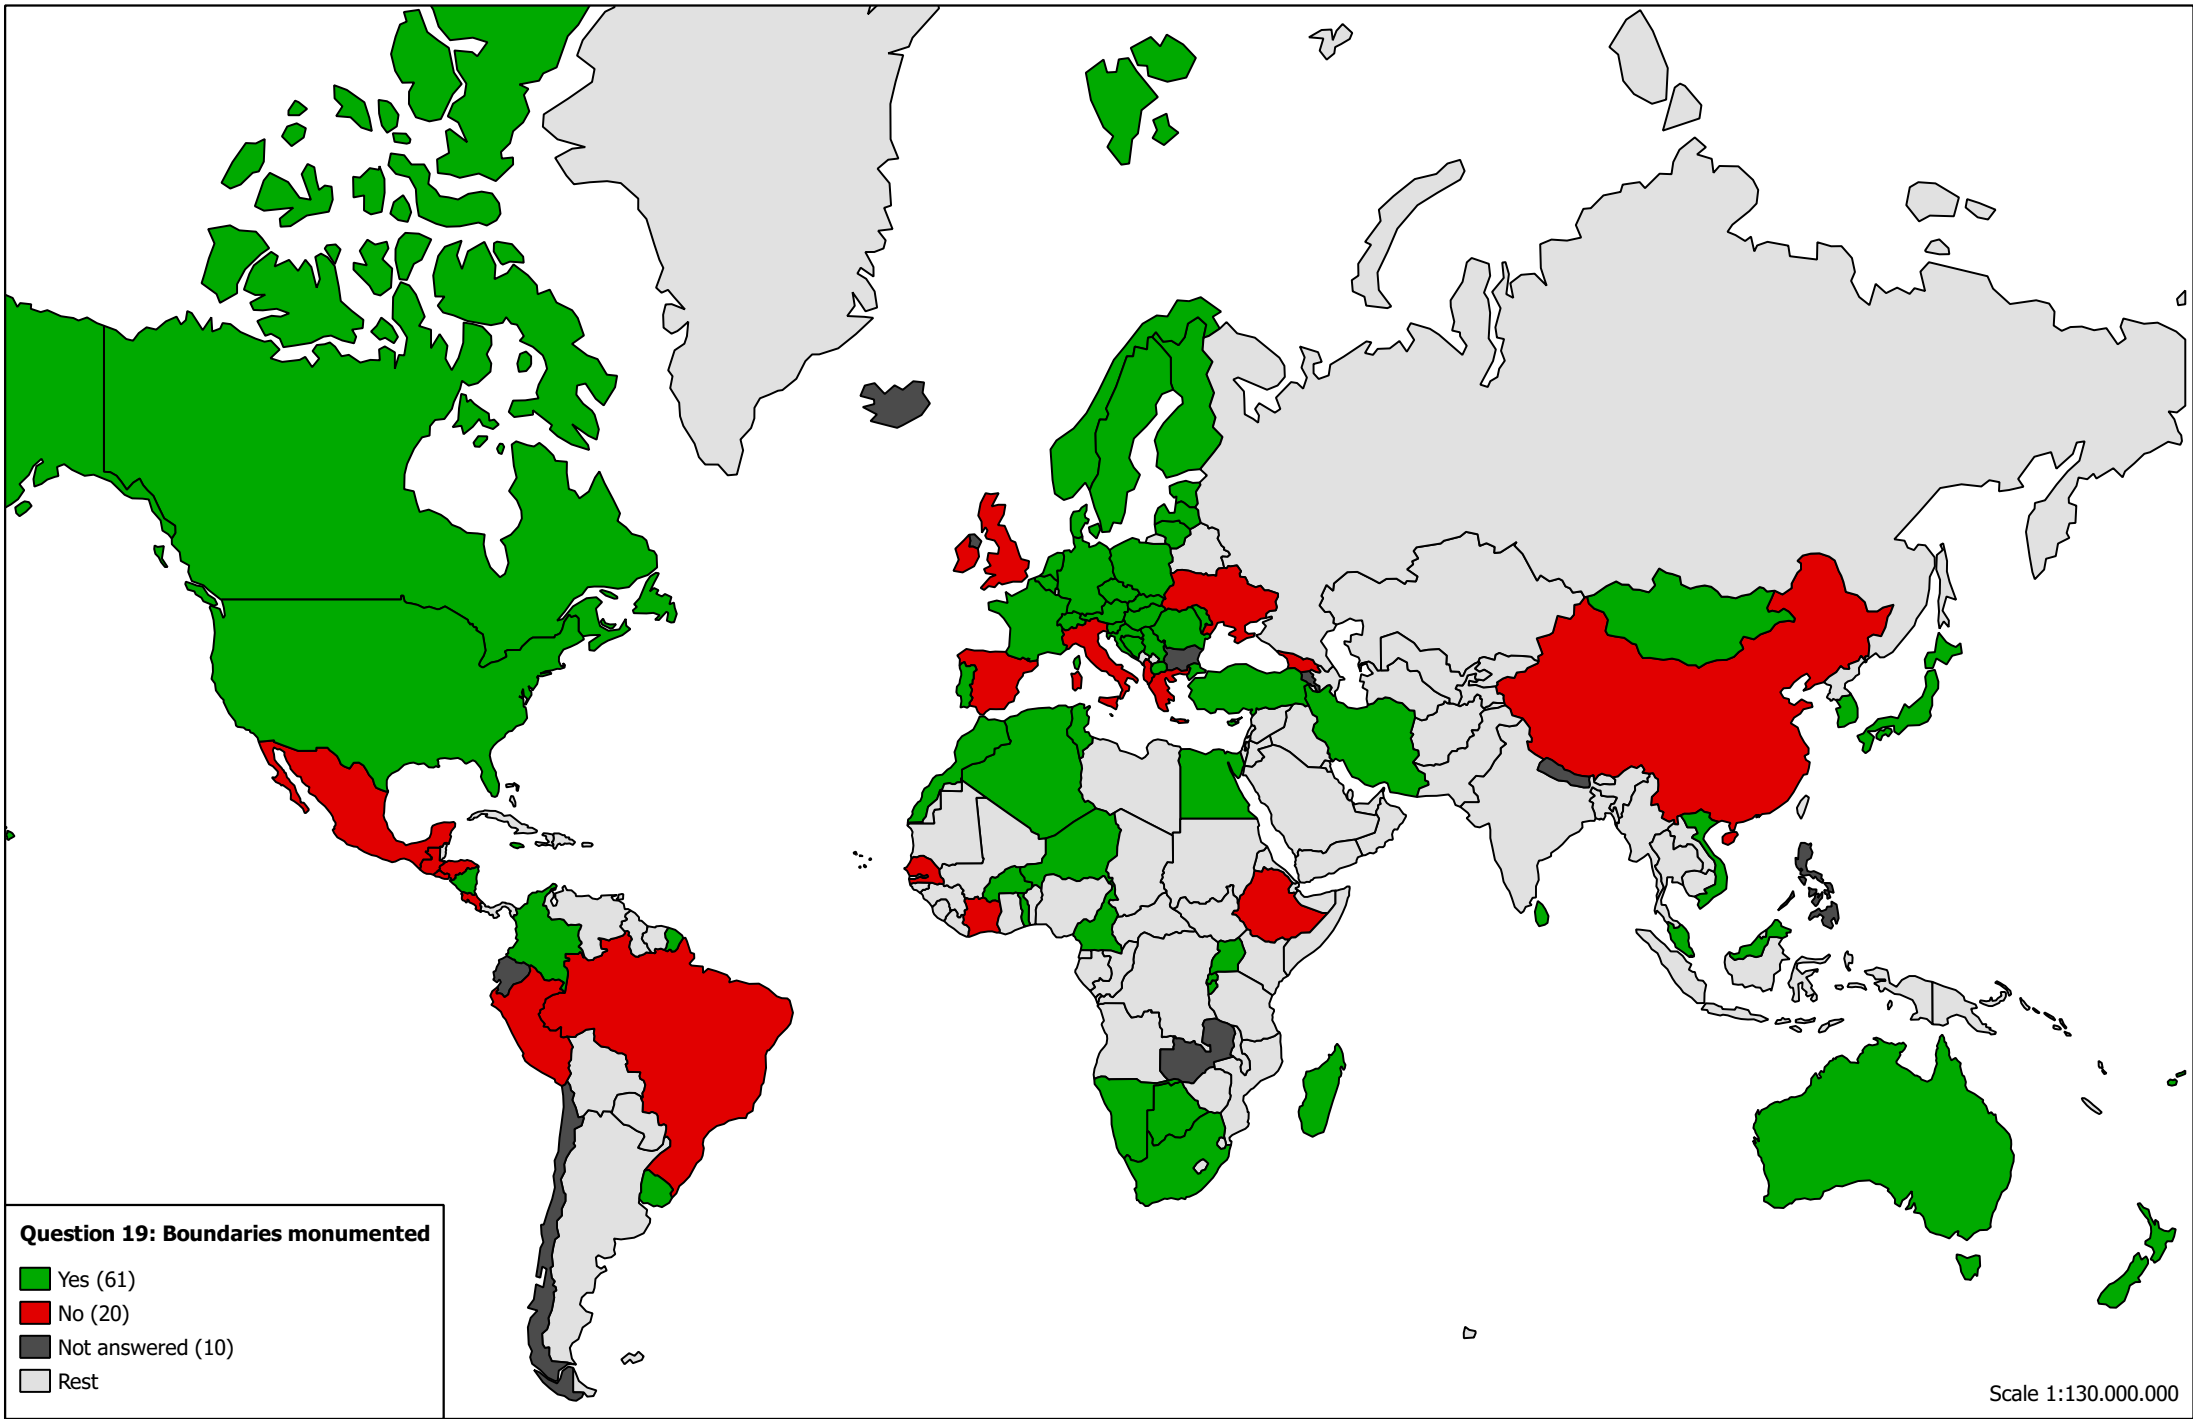 Question 19: Boundaries monumented
Yes (61)
No (20)
Not answered (10)
Rest
Scale 1:130.000.000